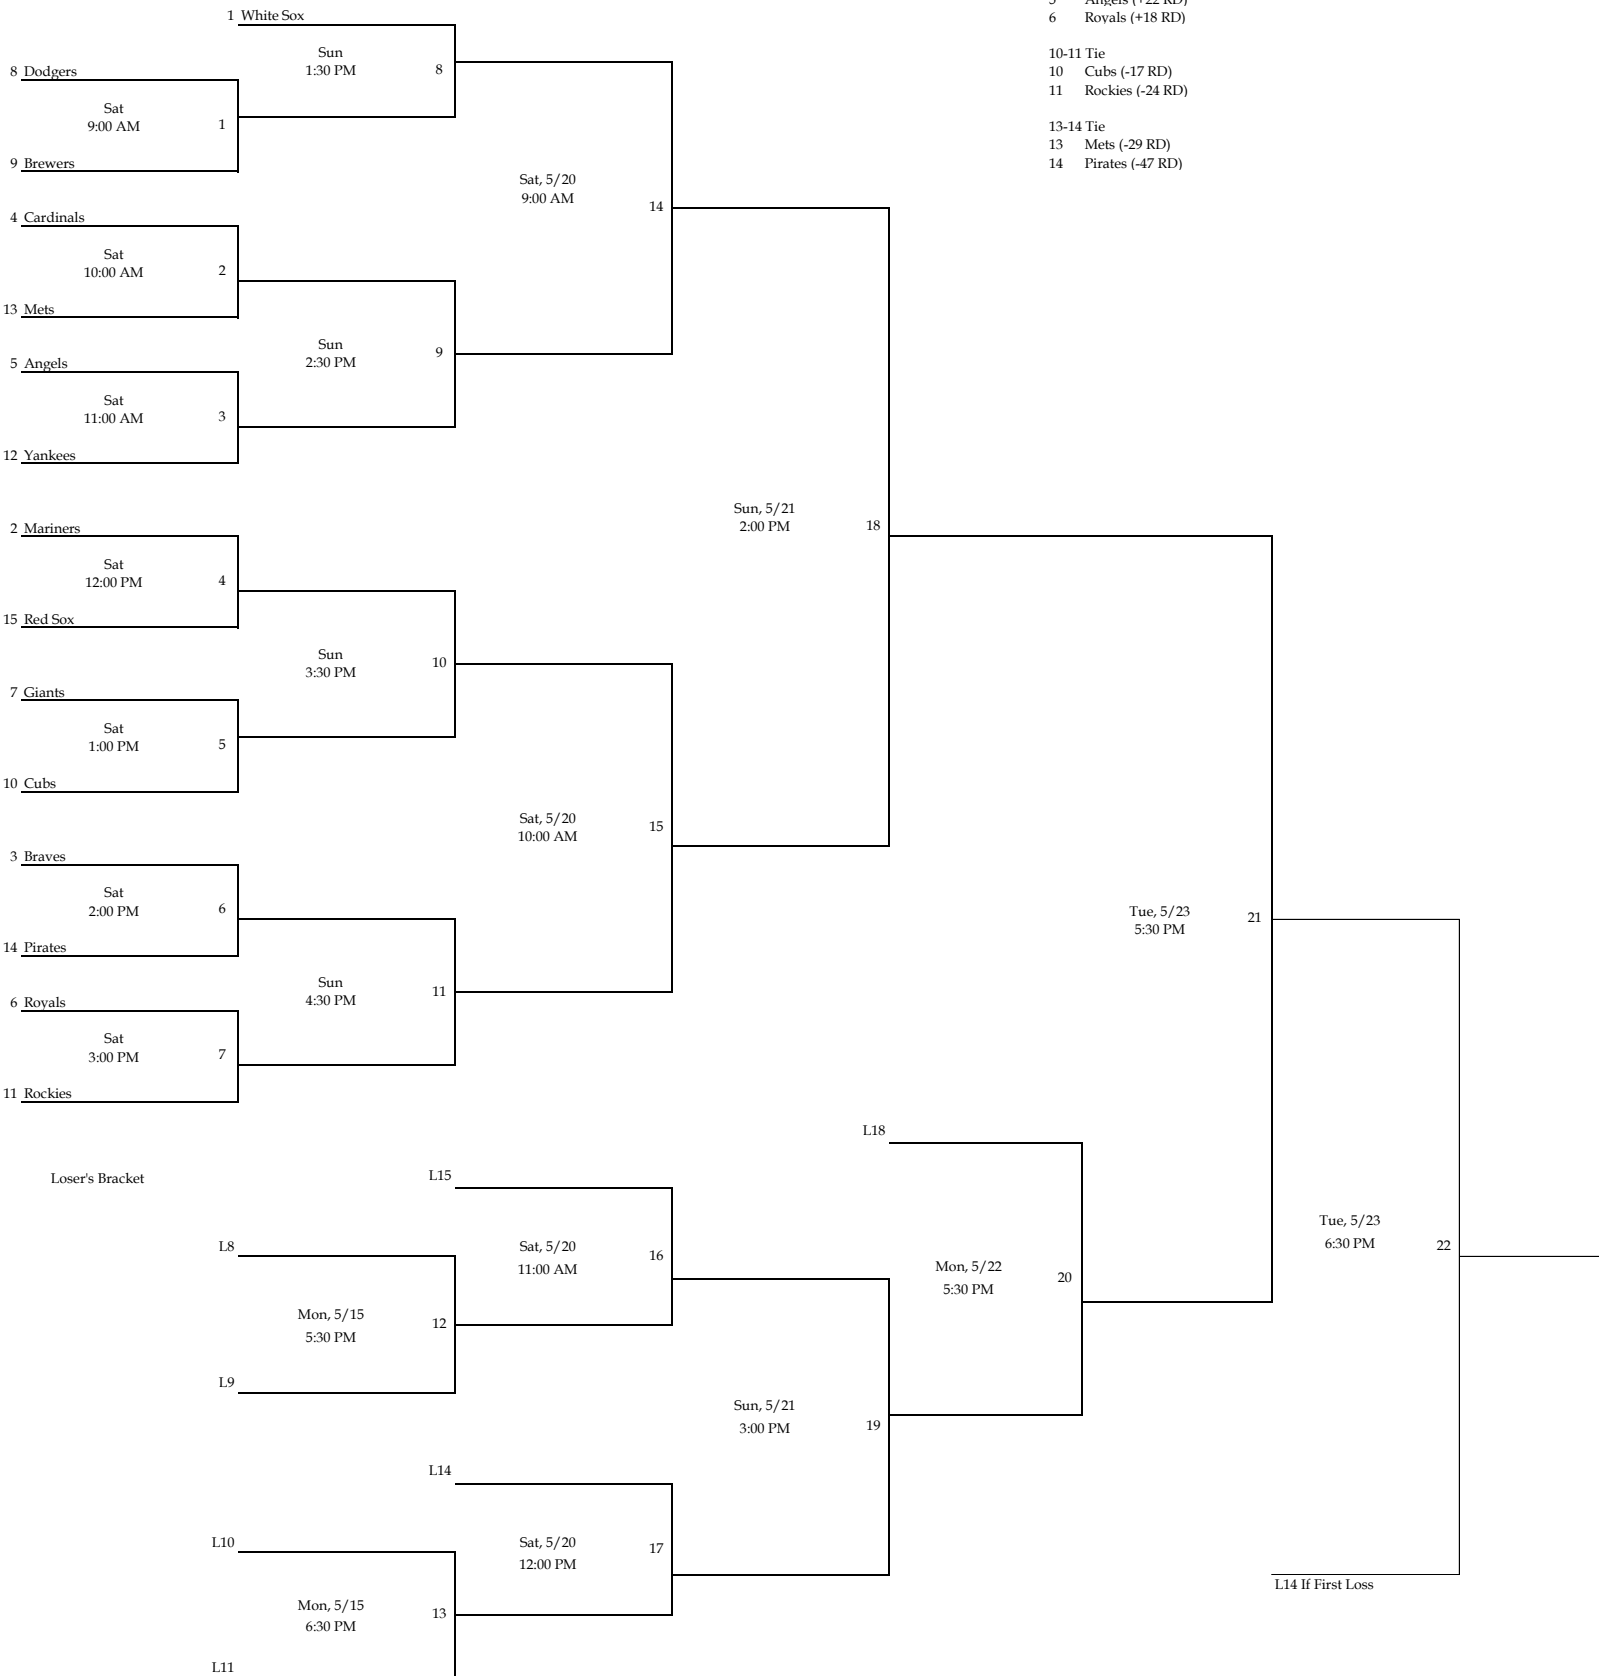 1 White Sox
Sun
1:30 PM
8
8 Dodgers
Sat
9:00 AM
1
9 Brewers
Sat, 5/20
9:00 AM
14
4 Cardinals
Sat
10:00 AM
2
13 Mets
Sun
2:30 PM
9
5 Angels
Sat
11:00 AM
3
12 Yankees
Sun, 5/21
2:00 PM
18
2 Mariners
Sat
12:00 PM
4
15 Red Sox
Sun
3:30 PM
10
7 Giants
Sat
1:00 PM
5
10 Cubs
Sat, 5/20
10:00 AM
15
3 Braves
Sat
2:00 PM
6
14 Pirates
Sun
4:30 PM
11
6 Royals
Sat
3:00 PM
7
11 Rockies
Tue, 5/23
5:30 PM
21
5 Angels (+22 RD)
6 Royals (+18 RD)
10-11 Tie
10 Cubs (-17 RD)
11 Rockies (-24 RD)
13-14 Tie
13 Mets (-29 RD)
14 Pirates (-47 RD)
Loser's Bracket
L18
L15
L8
Sat, 5/20
11:00 AM
16
Mon, 5/15
5:30 PM
12
L9
Mon, 5/22
5:30 PM
20
Tue, 5/23
6:30 PM
22
Sun, 5/21
3:00 PM
19
L14
L10
Sat, 5/20
12:00 PM
17
Mon, 5/15
6:30 PM
13
L11
L14 If First Loss